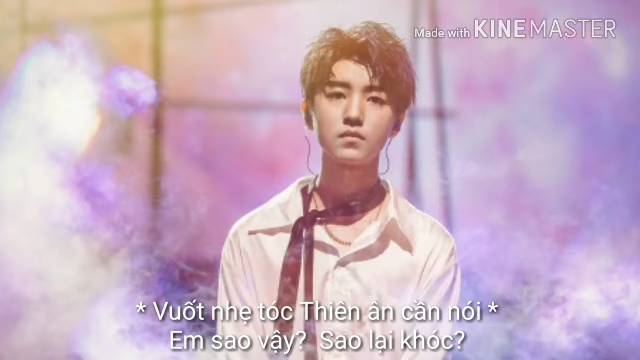 Made with KINEMASTER
* Vuốt nhẹ tóc Thiên ân cần nói *
Em sao vậy? Sao lại khóc?